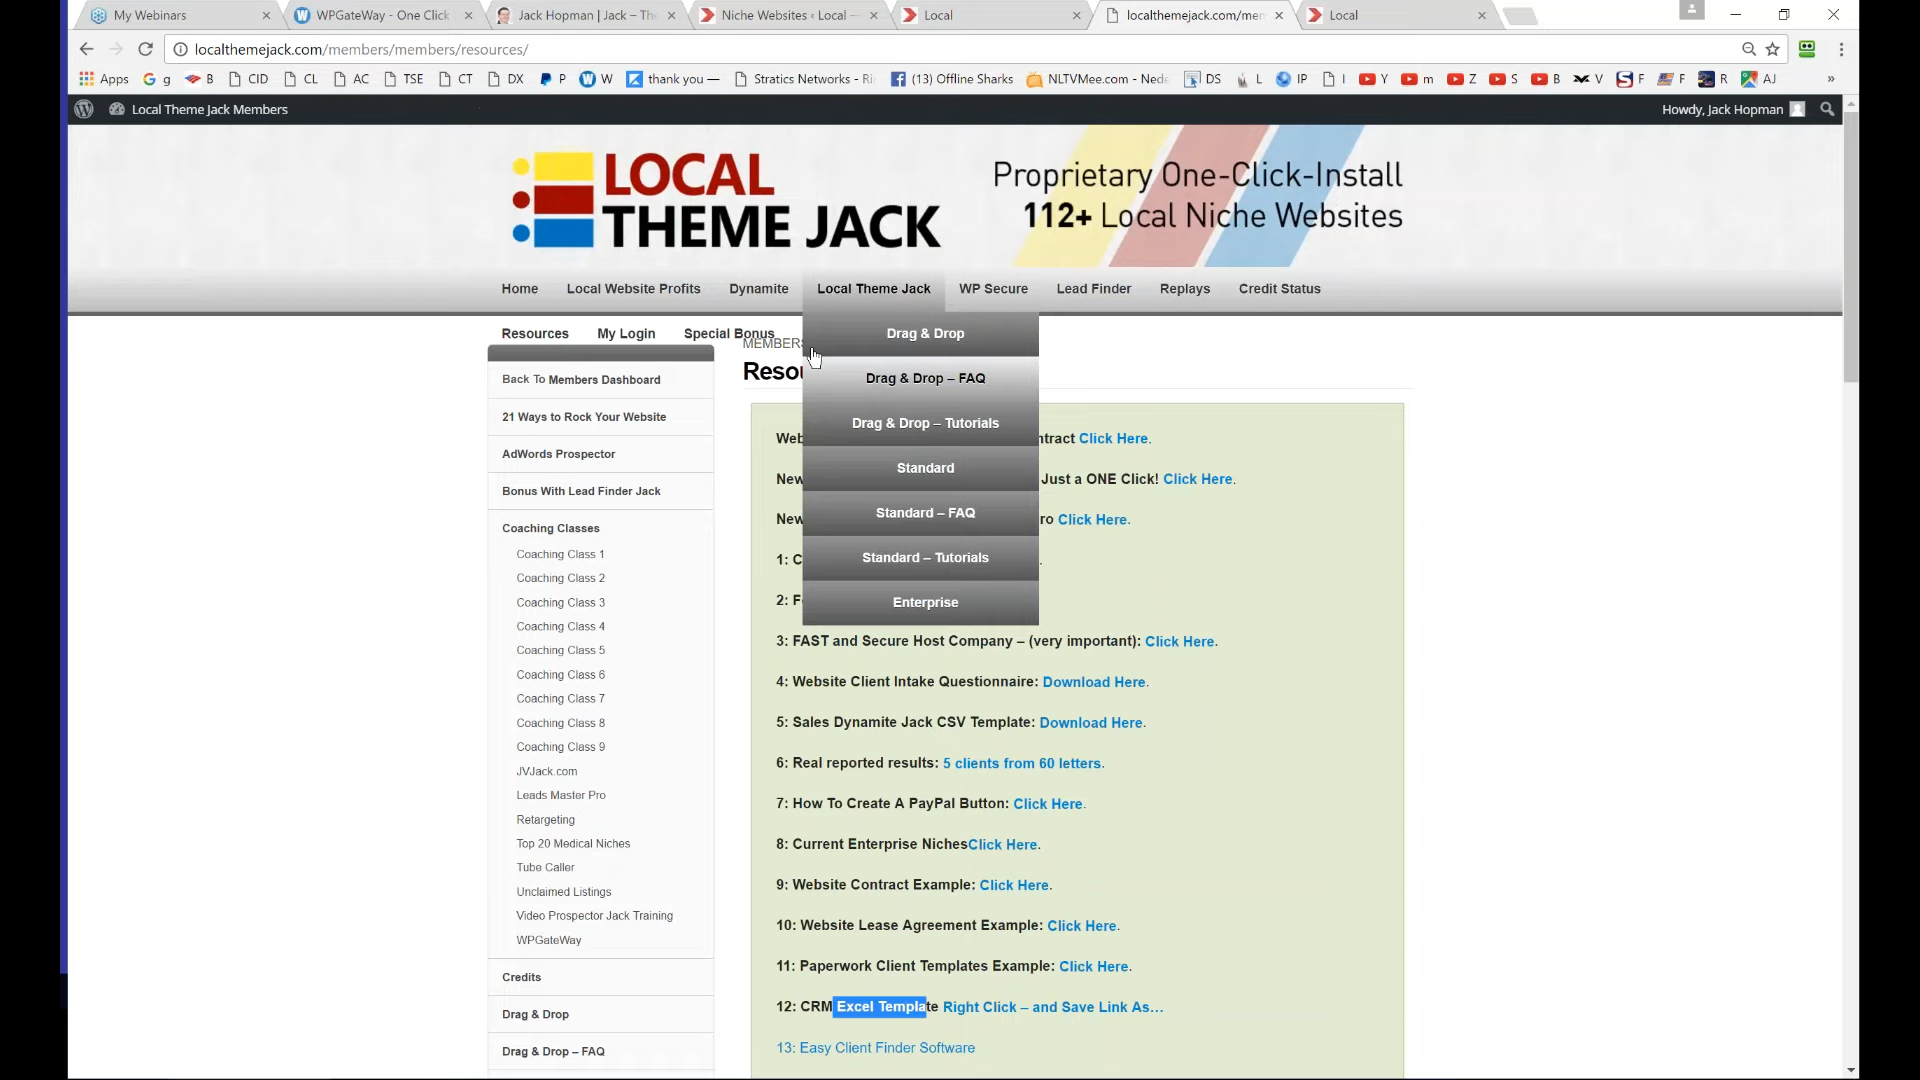 My Webinars
WPGateWay - One Click
Jack Hopman | Jack – The
Niche Websites ‹ Local —
Local
localthemejack.com/mem
Local
localthemejack.com/members/members/resources/
Apps g B CID CL AC TSE CT DX P W thank you — Stratics Networks - Ri (13) Offline Sharks NLTVMee.com - Nede DS L IP I Y m Z S B V F F R AJ »
Local Theme Jack Members
Howdy, Jack Hopman
LOCAL
THEME JACK
Proprietary One-Click-Install
112+ Local Niche Websites
Home Local Website Profits Dynamite Local Theme Jack WP Secure Lead Finder Replays Credit Status
Resources My Login Special Bonus
Drag & Drop
Drag & Drop – FAQ
Drag & Drop – Tutorials
Standard
Standard – FAQ
Standard – Tutorials
Enterprise
Back To Members Dashboard
21 Ways to Rock Your Website
AdWords Prospector
Bonus With Lead Finder Jack
Coaching Classes
Coaching Class 1
Coaching Class 2
Coaching Class 3
Coaching Class 4
Coaching Class 5
Coaching Class 6
Coaching Class 7
Coaching Class 8
Coaching Class 9
JVJack.com
Leads Master Pro
Retargeting
Top 20 Medical Niches
Tube Caller
Unclaimed Listings
Video Prospector Jack Training
WPGateWay
Credits
Drag & Drop
Drag & Drop – FAQ
MEMBERS
Resou
Web ntract Click Here.
New Just a ONE Click! Click Here.
New ro Click Here.
1: C .
2: F
3: FAST and Secure Host Company – (very important): Click Here.
4: Website Client Intake Questionnaire: Download Here.
5: Sales Dynamite Jack CSV Template: Download Here.
6: Real reported results: 5 clients from 60 letters.
7: How To Create A PayPal Button: Click Here.
8: Current Enterprise NichesClick Here.
9: Website Contract Example: Click Here.
10: Website Lease Agreement Example: Click Here.
11: Paperwork Client Templates Example: Click Here.
12: CRM Excel Template Right Click – and Save Link As…
13: Easy Client Finder Software